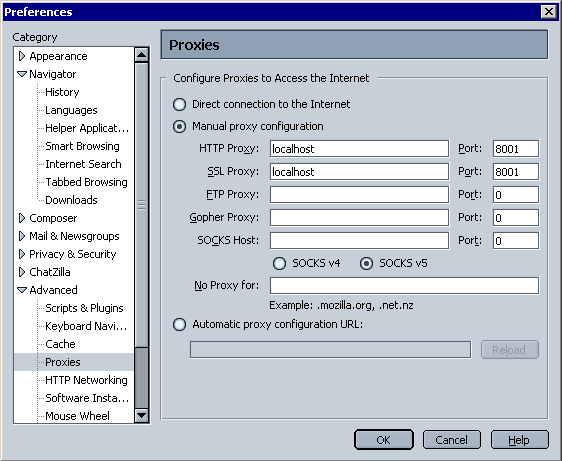 Preferences
Category
Appearance
Navigator
History
Languages
Helper Applicat...
Smart Browsing
Internet Search
Tabbed Browsing
Downloads
Composer
Mail & Newsgroups
Privacy & Security
ChatZilla
Advanced
Scripts & Plugins
Keyboard Navi...
Cache
Proxies
HTTP Networking
Software Insta...
Mouse Wheel
Proxies
Configure Proxies to Access the Internet
Direct connection to the Internet
Manual proxy configuration
HTTP Proxy: localhost Port: 8001
SSL Proxy: localhost Port: 8001
FTP Proxy: Port: 0
Gopher Proxy: Port: 0
SOCKS Host: Port: 0
SOCKS v4 SOCKS v5
No Proxy for:
Example: .mozilla.org, .net.nz
Automatic proxy configuration URL:
Reload
OK Cancel Help